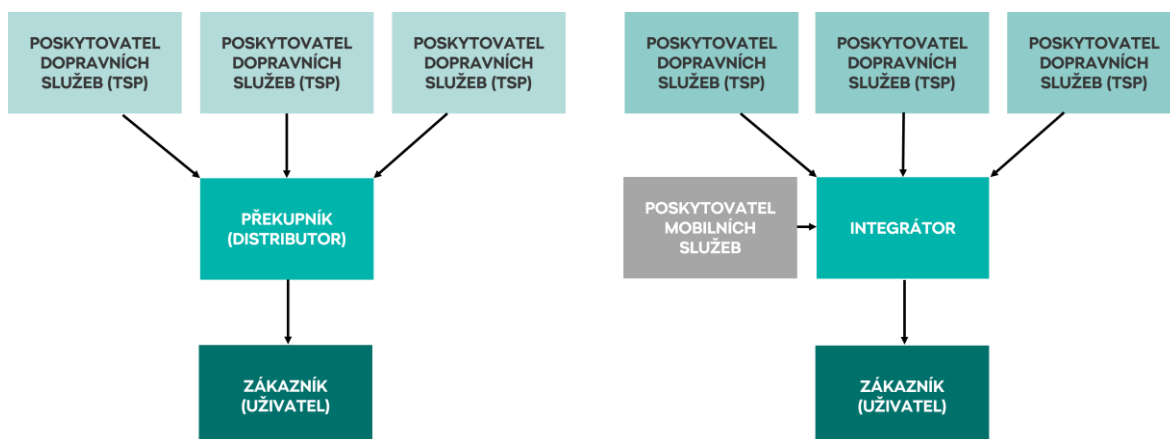 POSKYTOVATEL
DOPRAVNÍCH
SLUŽEB (TSP)
POSKYTOVATEL
DOPRAVNÍCH
SLUŽEB (TSP)
POSKYTOVATEL
DOPRAVNÍCH
SLUŽEB (TSP)
PŘEKUPNÍK
(DISTRIBUTOR)
ZÁKAZNÍK
(UŽIVATEL)
POSKYTOVATEL
DOPRAVNÍCH
SLUŽEB (TSP)
POSKYTOVATEL
DOPRAVNÍCH
SLUŽEB (TSP)
POSKYTOVATEL
DOPRAVNÍCH
SLUŽEB (TSP)
POSKYTOVATEL
MOBILNÍCH
SLUŽEB
INTEGRÁTOR
ZÁKAZNÍK
(UŽIVATEL)